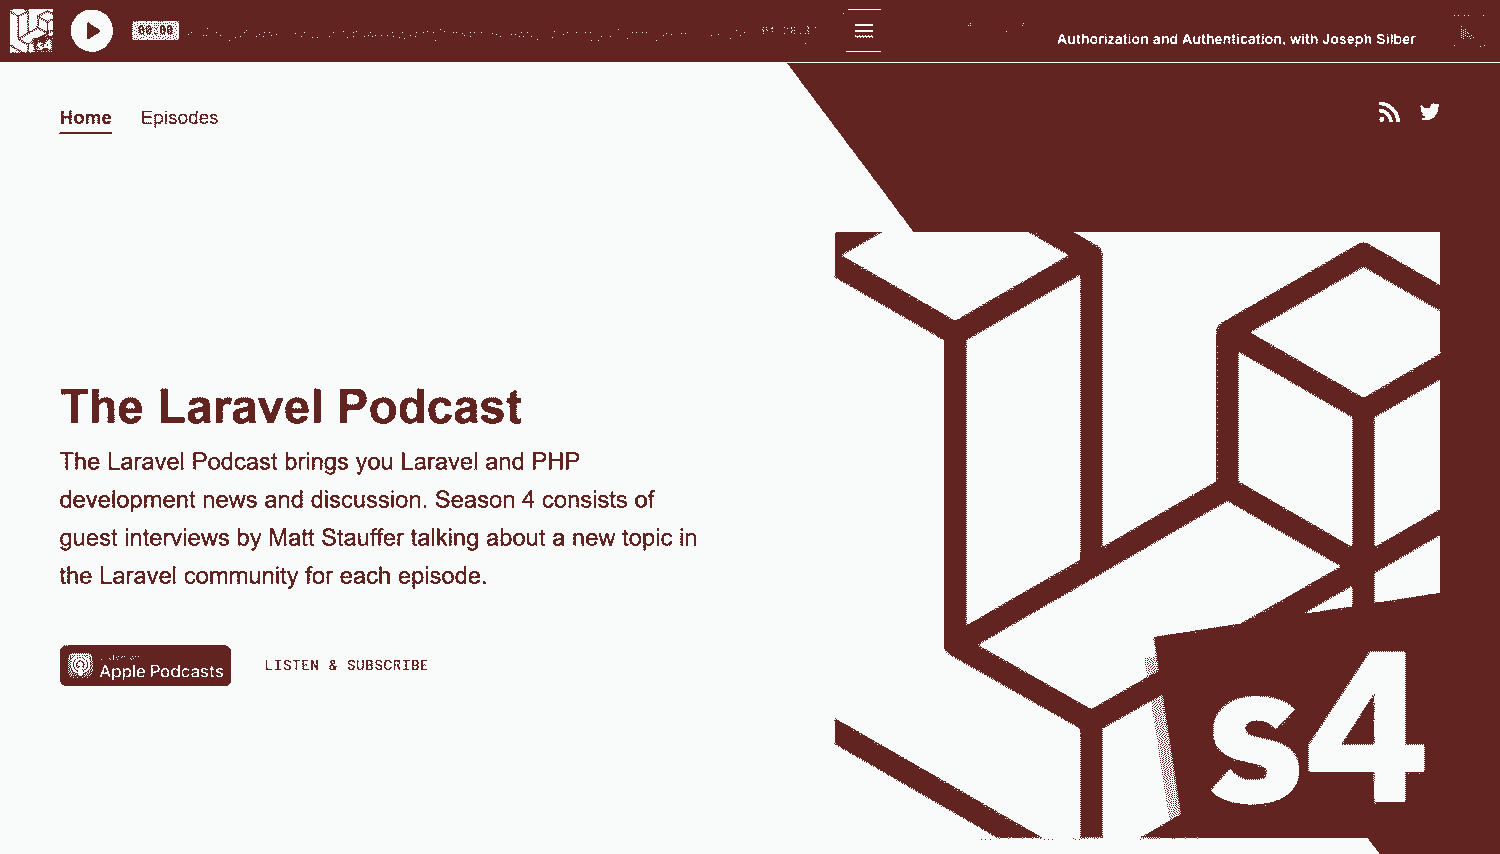 00:00
Authorization and Authentication, with Joseph Silber
Home
Episodes
The Laravel Podcast
The Laravel Podcast brings you Laravel and PHP
development news and discussion. Season 4 consists of
guest interviews by Matt Stauffer talking about a new topic in
the Laravel community for each episode.
Listen on
Apple Podcasts
LISTEN & SUBSCRIBE
s4